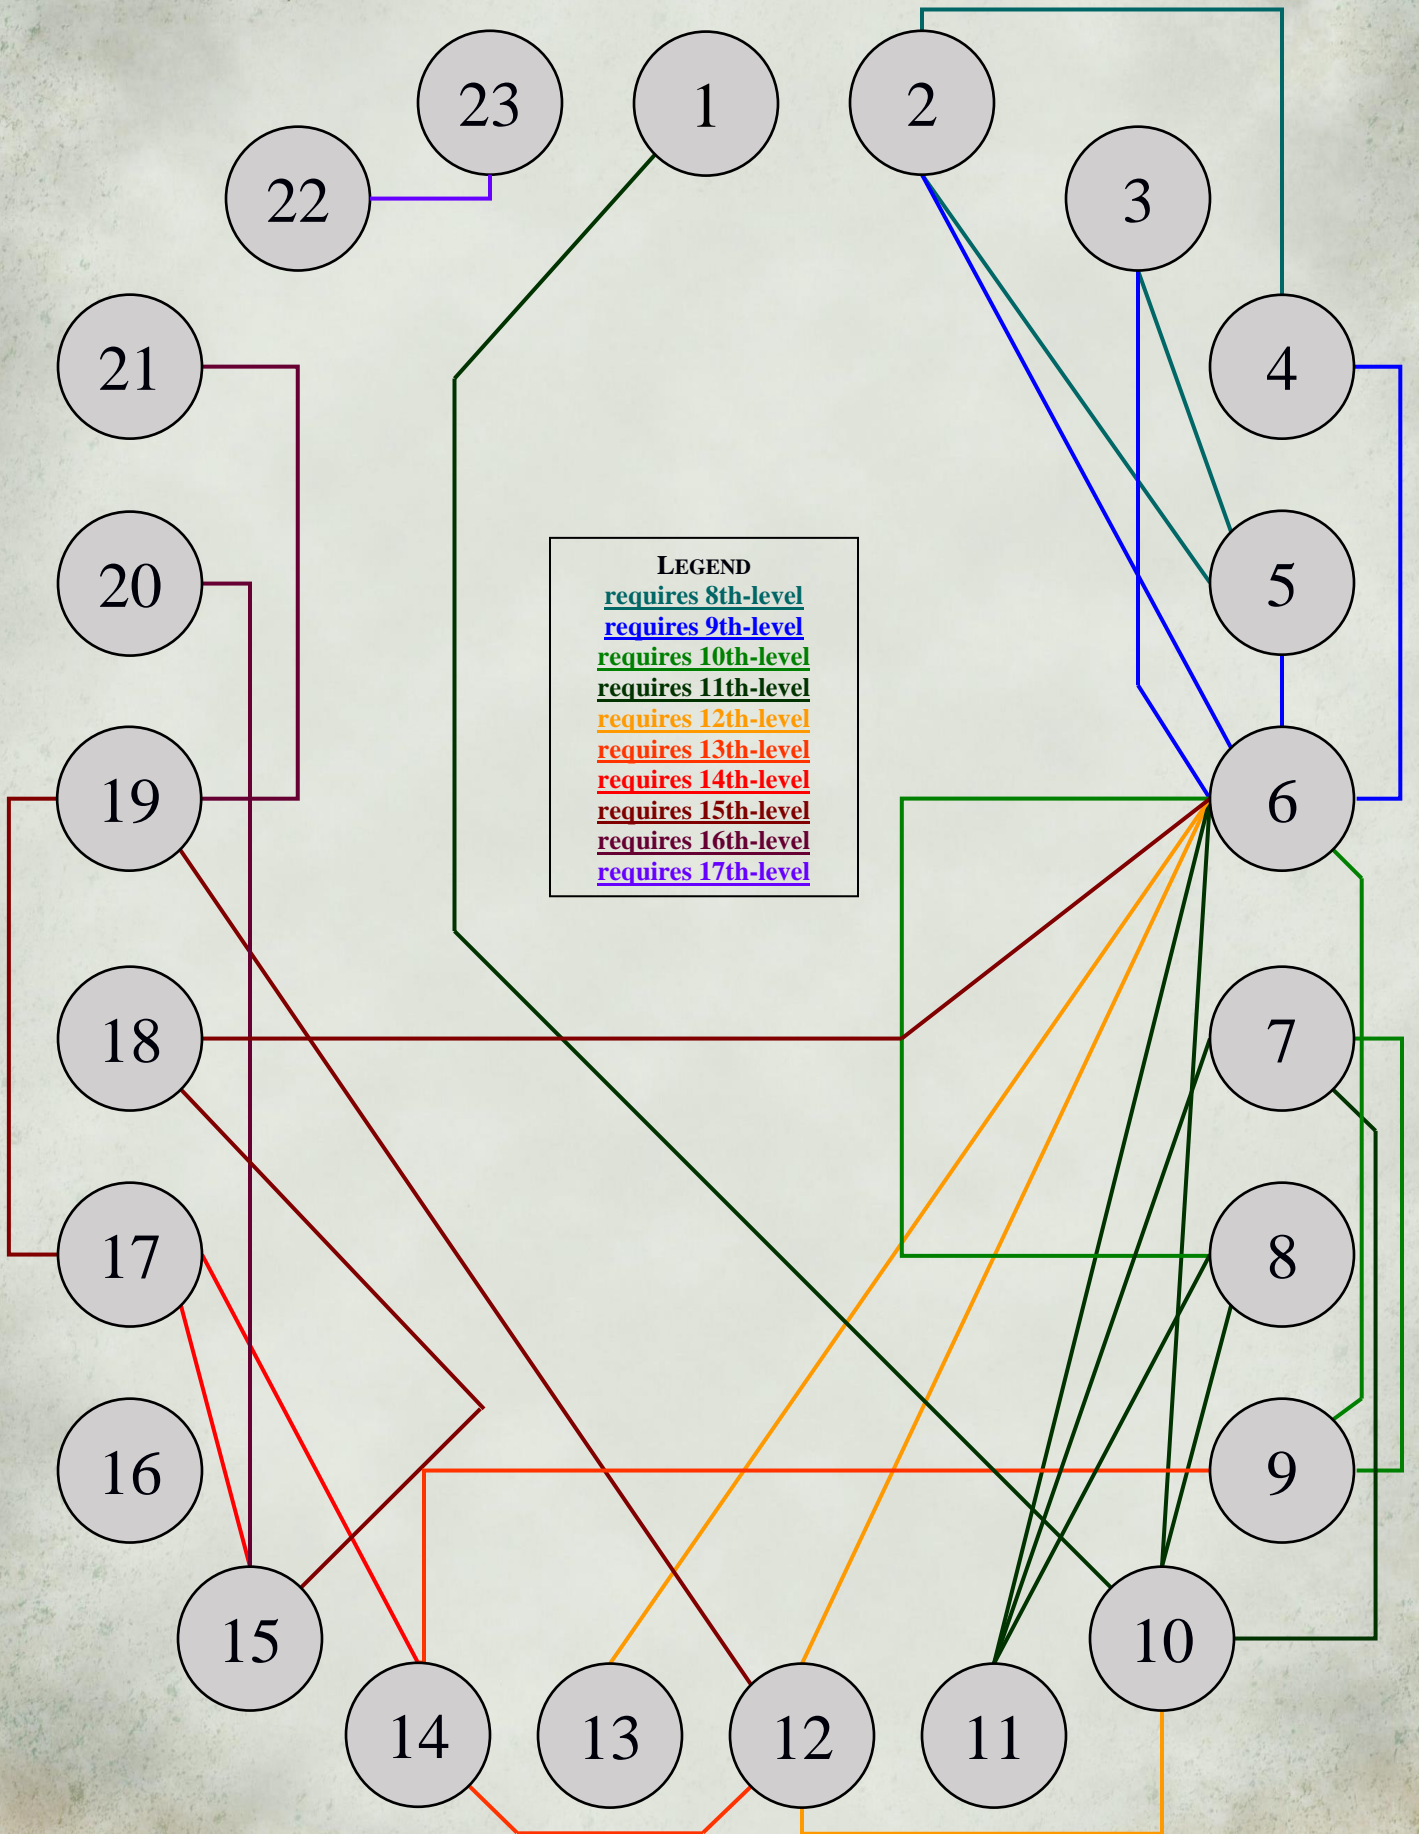 23
1
2
22
3
21
4
20
5
LEGEND
requires 8th-level
requires 9th-level
requires 10th-level
requires 11th-level
requires 12th-level
requires 13th-level
requires 14th-level
requires 15th-level
requires 16th-level
requires 17th-level
19
6
18
7
17
8
16
9
15
10
14
13
12
11